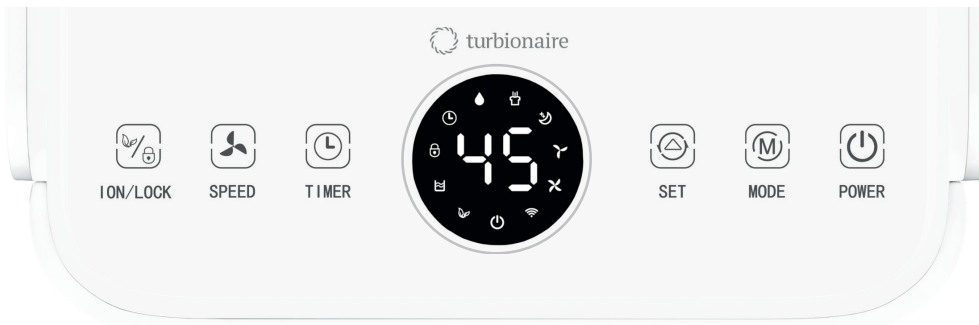 turbionaire
45
ION/LOCK
SPEED
TIMER
SET
MODE
POWER